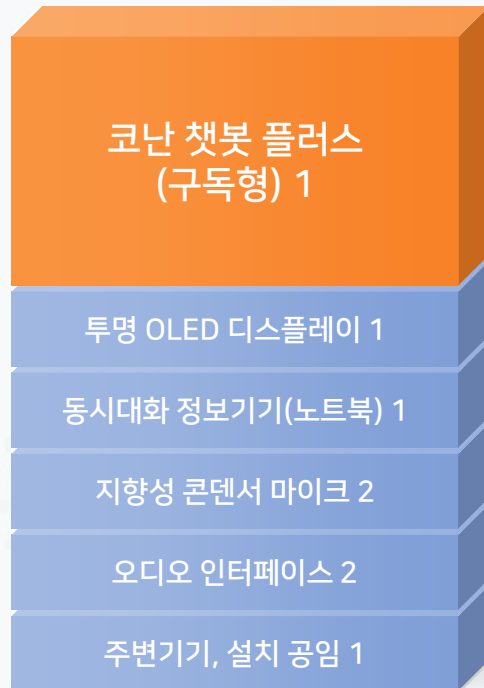 코난 챗봇 플러스
(구독형) 1
투명 OLED 디스플레이 1
동시대화 정보기기(노트북) 1
지향성 콘덴서 마이크 2
오디오 인터페이스 2
주변기기, 설치 공임 1